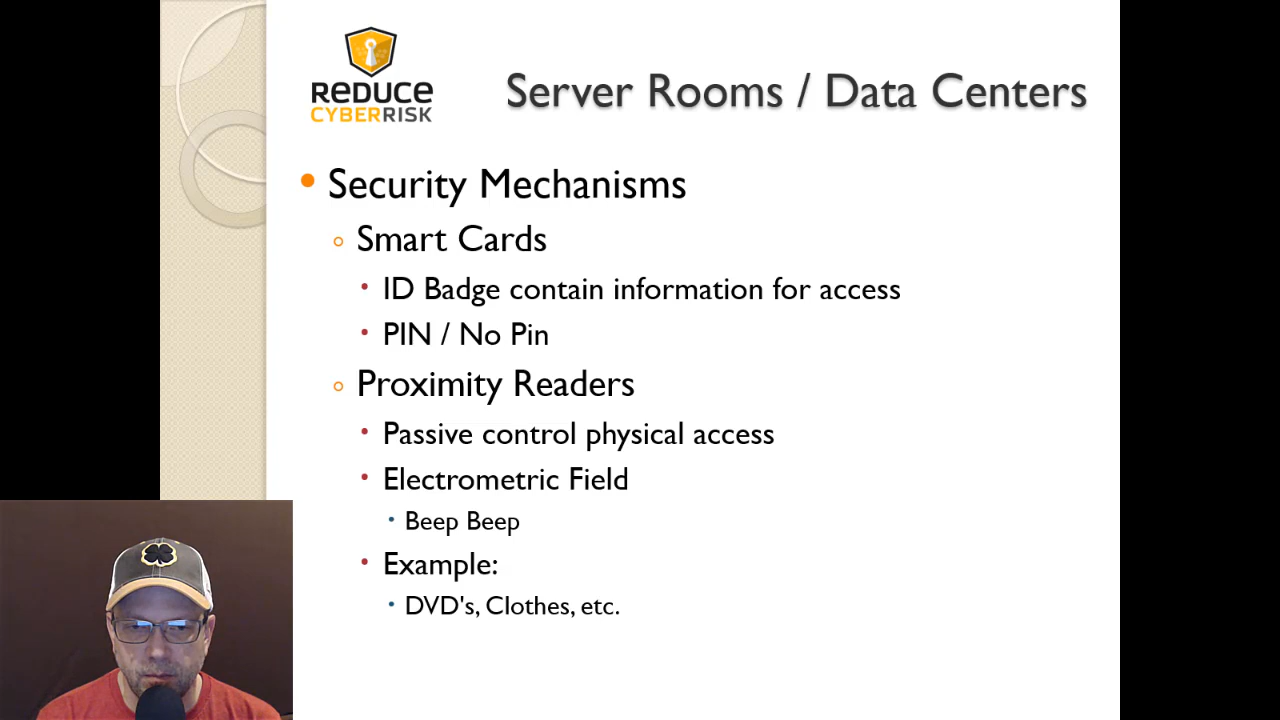 REDUCE
CYBERRISK
Server Rooms / Data Centers
Security Mechanisms
Smart Cards
ID Badge contain information for access
PIN / No Pin
Proximity Readers
Passive control physical access
Electrometric Field
Beep Beep
Example:
DVD's, Clothes, etc.